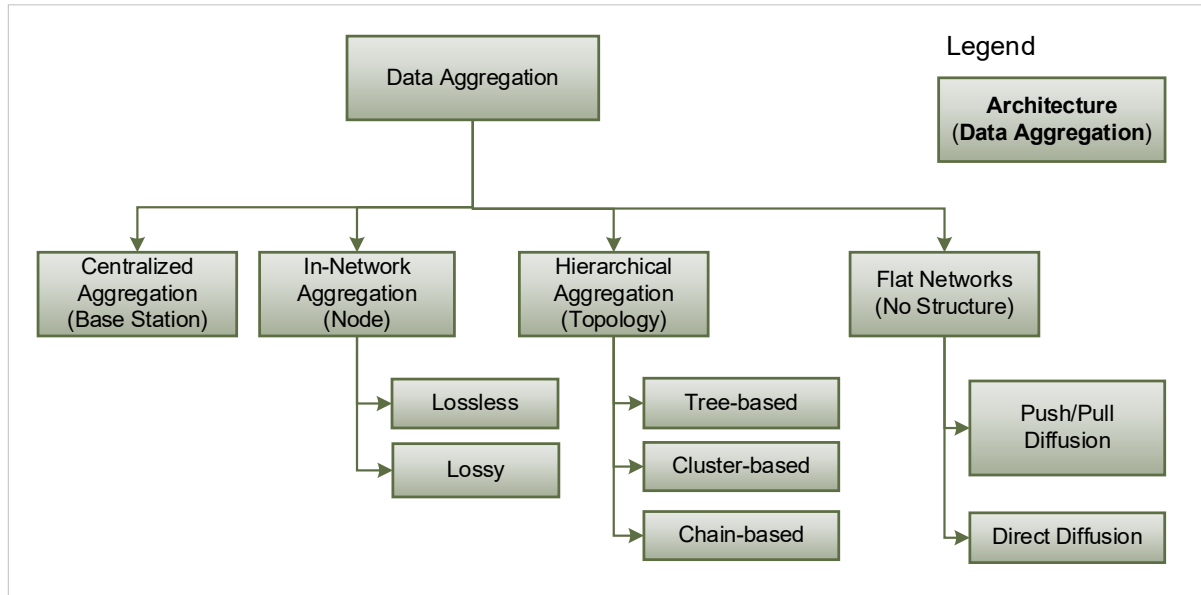 Data Aggregation
Legend
Architecture
(Data Aggregation)
Centralized
Aggregation
(Base Station)
In-Network
Aggregation
(Node)
Hierarchical
Aggregation
(Topology)
Flat Networks
(No Structure)
Lossless
Lossy
Tree-based
Cluster-based
Chain-based
Push/Pull
Diffusion
Direct Diffusion